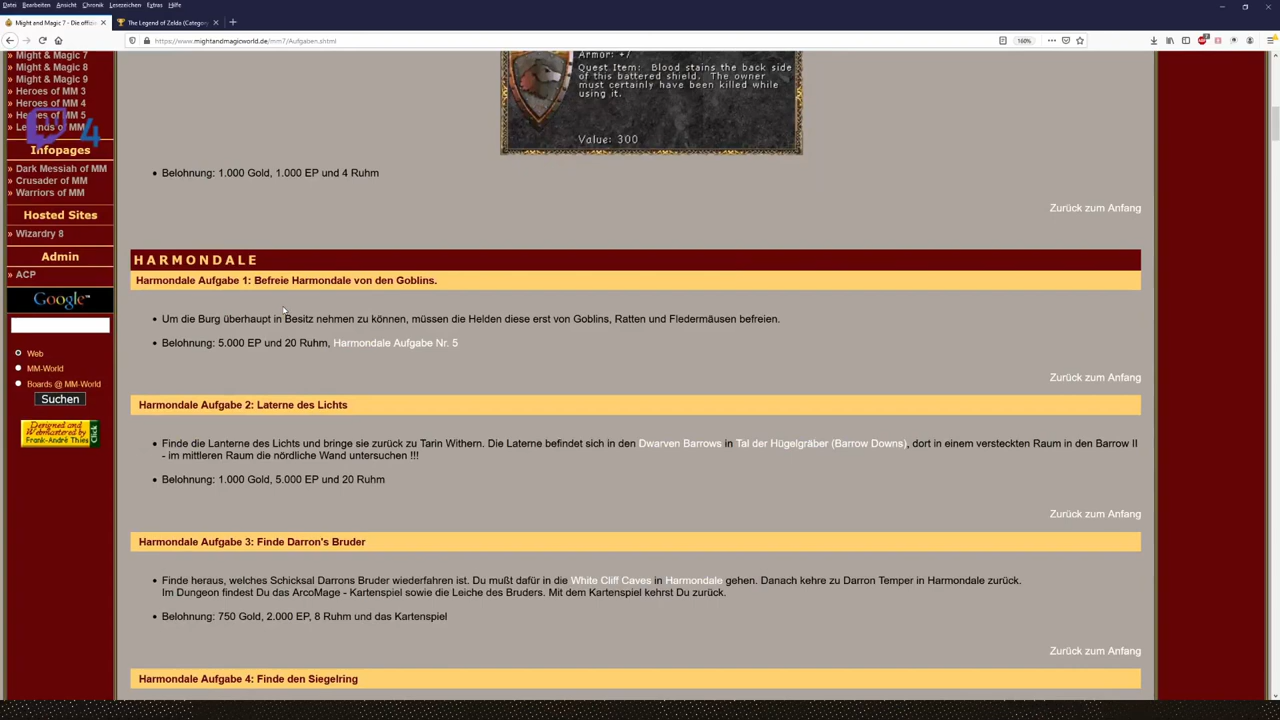 Datei Bearbeiten Ansicht Chronik Lesezeichen Extras Hilfe
Might and Magic 7 - Die offizie
The Legend of Zelda (Category
https://www.mightandmagicworld.de/mm7/Aufgaben.shtml
160%
» Might & Magic 7
» Might & Magic 8
» Might & Magic 9
» Heroes of MM 3
» Heroes of MM 4
» Heroes of MM 5
» Legends of MM
4
Infopages
» Dark Messiah of MM
» Crusader of MM
» Warriors of MM
Hosted Sites
» Wizardry 8
Admin
» ACP
Google™
Web
MM-World
Boards @ MM-World
Suchen
Designed and
Webmastered by
Frank-André Thies
Click
Armor: +7
Quest Item: Blood stains the back side
of this battered shield. The owner
must certainly have been killed while
using it.
Value: 300
• Belohnung: 1.000 Gold, 1.000 EP und 4 Ruhm
Zurück zum Anfang
HARMONDALE
Harmondale Aufgabe 1: Befreie Harmondale von den Goblins.
• Um die Burg überhaupt in Besitz nehmen zu können, müssen die Helden diese erst von Goblins, Ratten und Fledermäusen befreien.
• Belohnung: 5.000 EP und 20 Ruhm, Harmondale Aufgabe Nr. 5
Zurück zum Anfang
Harmondale Aufgabe 2: Laterne des Lichts
• Finde die Lanterne des Lichts und bringe sie zurück zu Tarin Withern. Die Laterne befindet sich in den Dwarven Barrows in Tal der Hügelgräber (Barrow Downs), dort in einem versteckten Raum in den Barrow II
- im mittleren Raum die nördliche Wand untersuchen !!!
• Belohnung: 1.000 Gold, 5.000 EP und 20 Ruhm
Zurück zum Anfang
Harmondale Aufgabe 3: Finde Darron's Bruder
• Finde heraus, welches Schicksal Darrons Bruder wiederfahren ist. Du mußt dafür in die White Cliff Caves in Harmondale gehen. Danach kehre zu Darron Temper in Harmondale zurück.
Im Dungeon findest Du das ArcoMage - Kartenspiel sowie die Leiche des Bruders. Mit dem Kartenspiel kehrst Du zurück.
• Belohnung: 750 Gold, 2.000 EP, 8 Ruhm und das Kartenspiel
Zurück zum Anfang
Harmondale Aufgabe 4: Finde den Siegelring